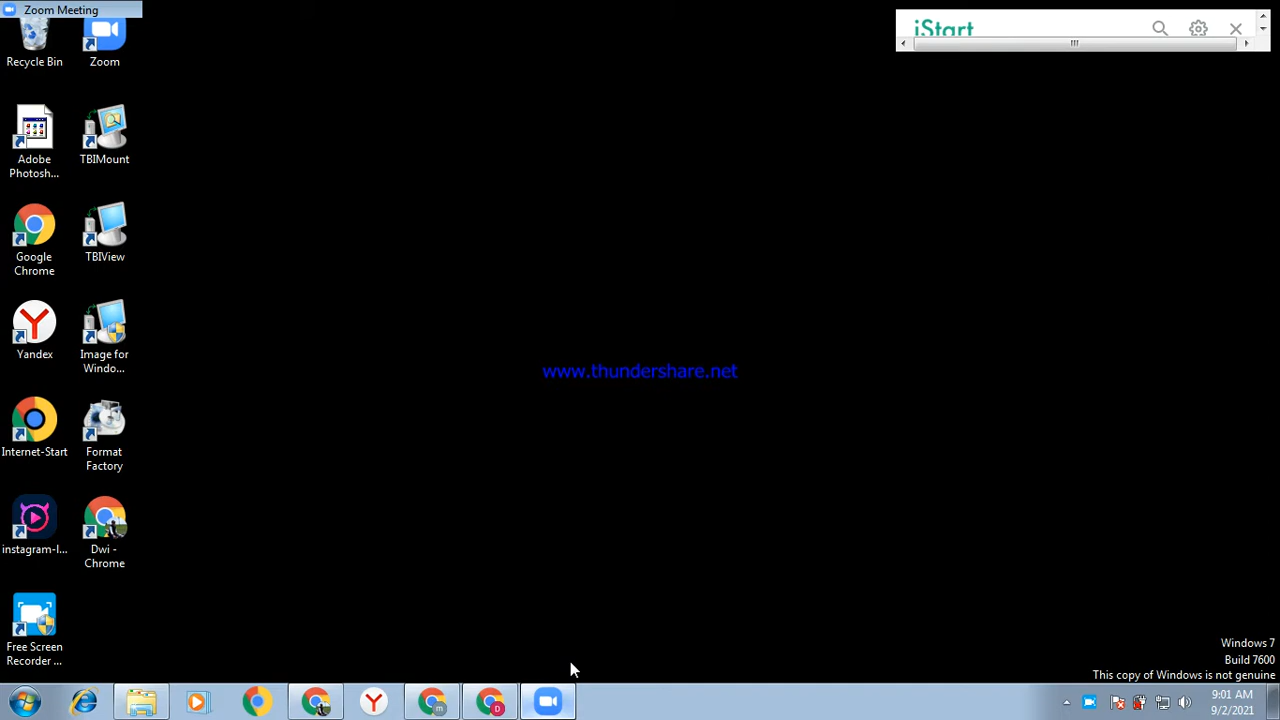 Zoom Meeting
iStart
Recycle Bin
Zoom
Adobe
Photosh...
TBIMount
Google
Chrome
TBIView
Yandex
Image for
Windo...
www.thundershare.net
Internet-Start
Format
Factory
instagram-l...
Dwi -
Chrome
Free Screen
Recorder ...
Windows 7
Build 7600
This copy of Windows is not genuine
m
D
9:01 AM
9/2/2021